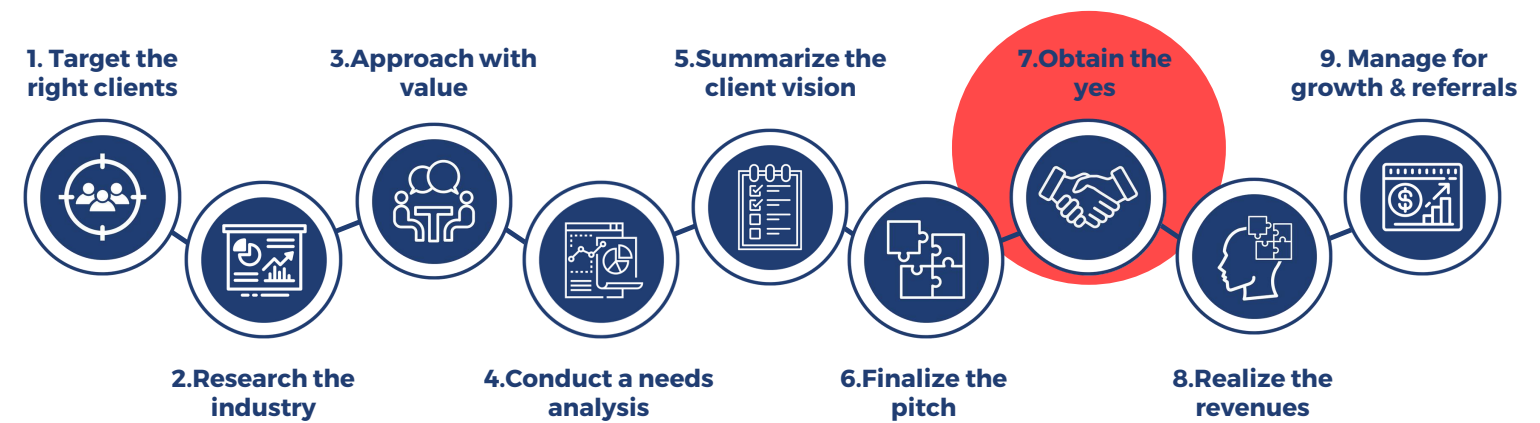 1. Target the
right clients
2.Research the
industry
3.Approach with
value
4.Conduct a needs
analysis
5.Summarize the
client vision
6.Finalize the
pitch
7.Obtain the
yes
8.Realize the
revenues
9. Manage for
growth & referrals